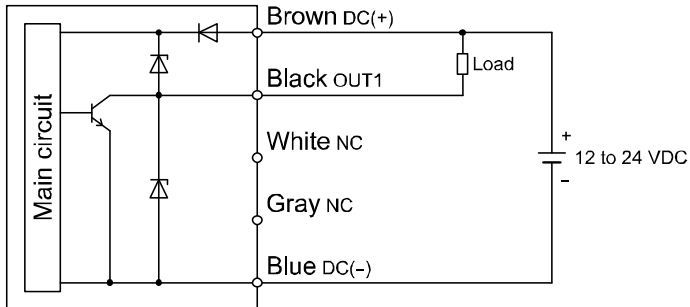 Brown DC(+)
Load
Black OUT1
White NC
Main circuit
+
12 to 24 VDC
−
Gray NC
Blue DC(−)